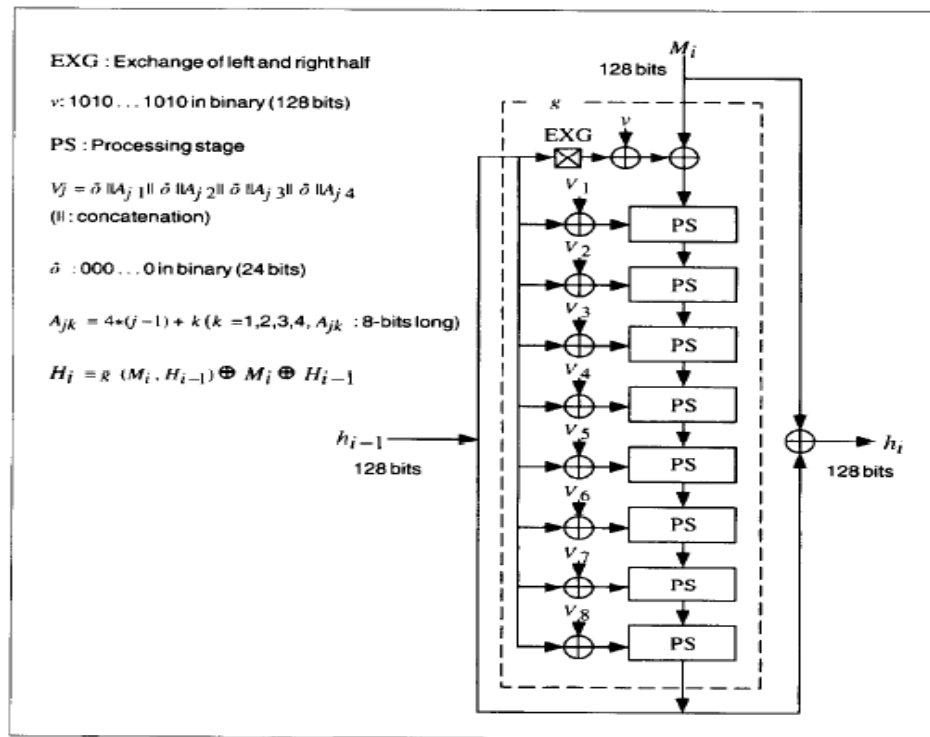 EXG : Exchange of left and right half
v: 1010 . . . 1010 in binary (128 bits)
PS : Processing stage
Vj = õ ||Aj 1|| õ ||Aj 2|| õ ||Aj 3|| õ ||Aj 4
(|| : concatenation)
õ : 000 . . . 0 in binary (24 bits)
Ajk = 4*(j – 1) + k (k =1,2,3,4, Ajk : 8-bits long)
Hi = g (Mi , Hi–1) ⊕ Mi ⊕ Hi–1
Mi
128 bits
g
EXG
v
V1
PS
V2
PS
V3
PS
V4
PS
V5
PS
V6
PS
V7
PS
V8
PS
hi–1
128 bits
hi
128 bits